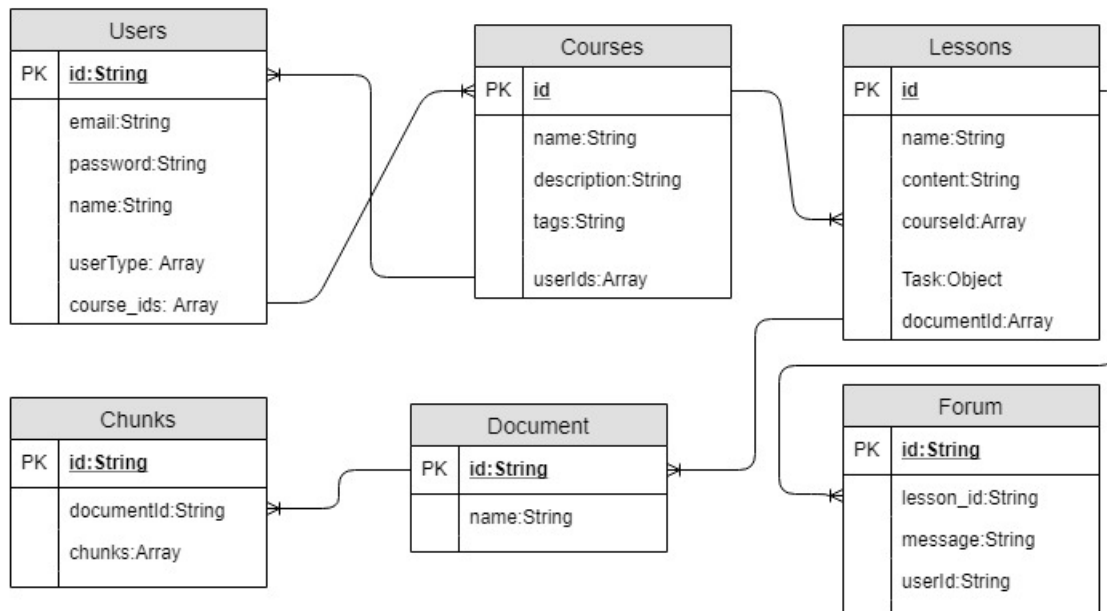 Users
PK id:String
email:String
password:String
name:String
userType: Array
course_ids: Array
Courses
PK id
name:String
description:String
tags:String
userIds:Array
Lessons
PK id
name:String
content:String
courseId:Array
Task:Object
documentId:Array
Chunks
PK id:String
documentId:String
chunks:Array
Document
PK id:String
name:String
Forum
PK id:String
lesson_id:String
message:String
userId:String